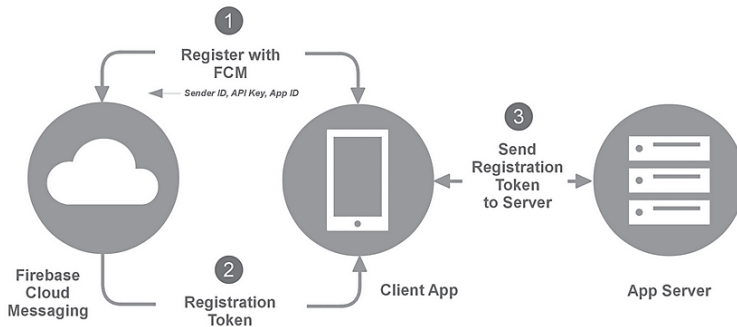 1
Register with
FCM
Sender ID, API Key, App ID
3
Send
Registration
Token
to Server
2
Registration
Token
Firebase
Cloud
Messaging
Client App
App Server